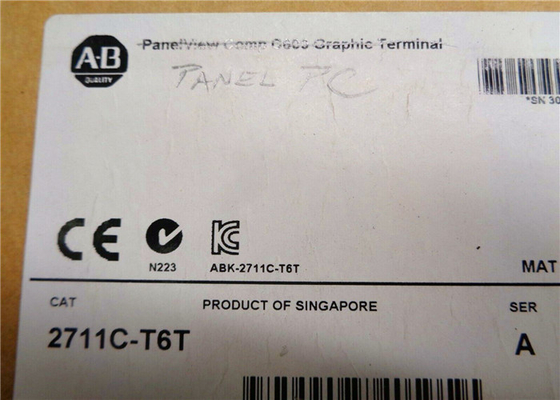 A-B
QUALITY
PanelView Comp C600 Graphic Terminal
PANEL PC
*SN 30
CE
N223
ABK-2711C-T6T
MAT
CAT
PRODUCT OF SINGAPORE
SER
2711C-T6T
A